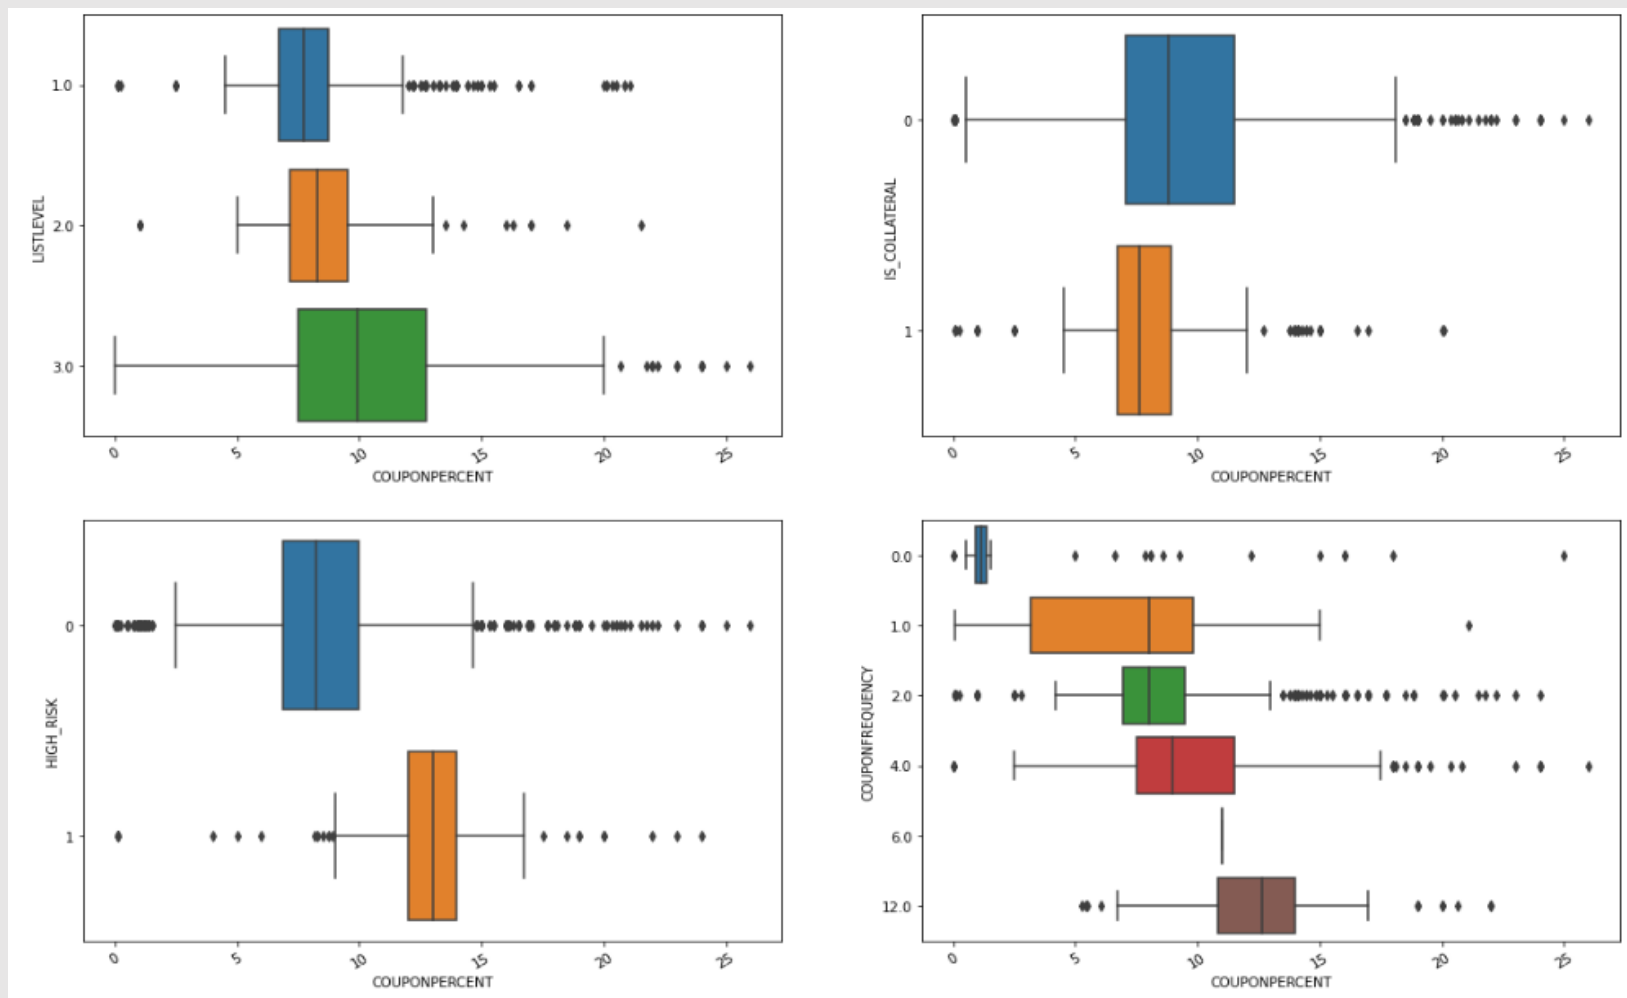 LISTLEVEL
1.0
2.0
3.0
0 5 10 15 20 25
COUPONPERCENT
IS_COLLATERAL
0
1
0 5 10 15 20 25
COUPONPERCENT
HIGH_RISK
0
1
0 5 10 15 20 25
COUPONPERCENT
COUPONFREQUENCY
0.0
1.0
2.0
4.0
6.0
12.0
0 5 10 15 20 25
COUPONPERCENT